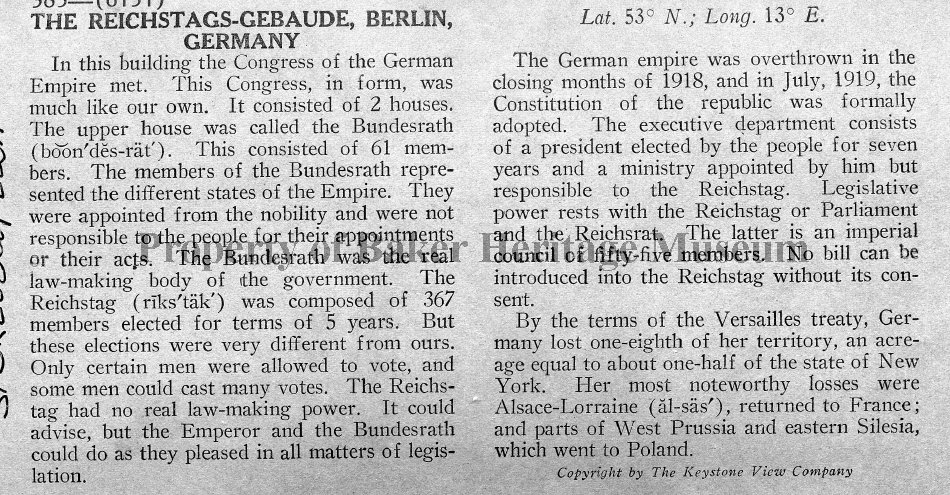 THE REICHSTAGS-GEBAUDE, BERLIN,
GERMANY
In this building the Congress of the German
Empire met. This Congress, in form, was
much like our own. It consisted of 2 houses.
The upper house was called the Bundesrath
(bo͝on′dĕs-rät′). This consisted of 61 mem-
bers. The members of the Bundesrath repre-
sented the different states of the Empire. They
were appointed from the nobility and were not
responsible to the people for their appointments
or their acts. The Bundesrath was the real
law-making body of the government. The
Reichstag (rīks′täk′) was composed of 367
members elected for terms of 5 years. But
these elections were very different from ours.
Only certain men were allowed to vote, and
some men could cast many votes. The Reichs-
tag had no real law-making power. It could
advise, but the Emperor and the Bundesrath
could do as they pleased in all matters of legis-
lation.
Lat. 53° N.; Long. 13° E.
The German empire was overthrown in the
closing months of 1918, and in July, 1919, the
Constitution of the republic was formally
adopted. The executive department consists
of a president elected by the people for seven
years and a ministry appointed by him but
responsible to the Reichstag. Legislative
power rests with the Reichstag or Parliament
and the Reichsrat. The latter is an imperial
council of fifty-five members. No bill can be
introduced into the Reichstag without its con-
sent.
By the terms of the Versailles treaty, Ger-
many lost one-eighth of her territory, an acre-
age equal to about one-half of the state of New
York. Her most noteworthy losses were
Alsace-Lorraine (ăl-säs′), returned to France;
and parts of West Prussia and eastern Silesia,
which went to Poland.
Copyright by The Keystone View Company
Property of Baker Heritage Museum